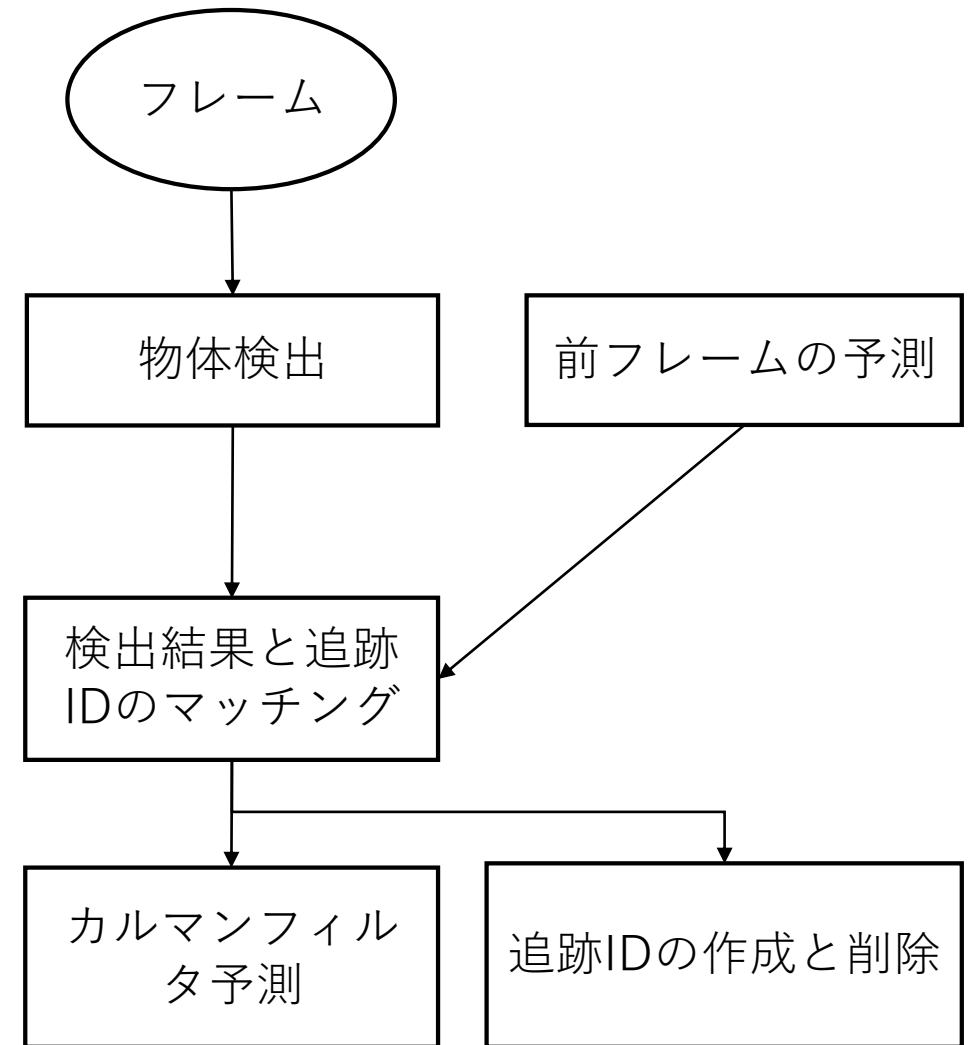 フレーム
物体検出
前フレームの予測
検出結果と追跡
IDのマッチング
カルマンフィル
タ予測
追跡IDの作成と削除